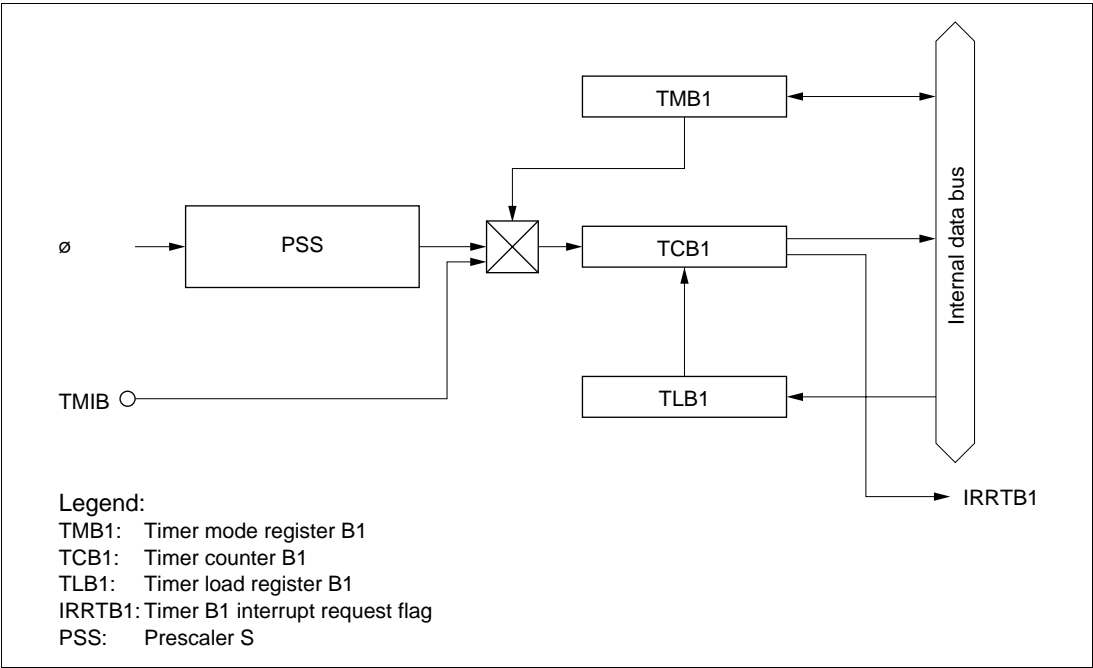 TMB1
ø
PSS
TCB1
Internal data bus
TMIB
TLB1
IRRTB1
Legend:
TMB1: Timer mode register B1
TCB1: Timer counter B1
TLB1: Timer load register B1
IRRTB1: Timer B1 interrupt request flag
PSS: Prescaler S